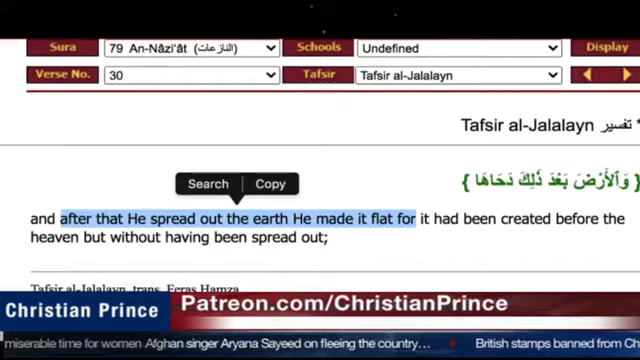 Sura 79 An-Nâzi'ât (النازعات) Schools Undefined Display
Verse No. 30 Tafsir Tafsir al-Jalalayn
Tafsir al-Jalalayn تفسير *
{ وَٱلأَرْضَ بَعْدَ ذَلِكَ دَحَاهَا }
Search Copy
and after that He spread out the earth He made it flat for it had been created before the
heaven but without having been spread out;
Tafsir al-Jalalayn, trans. Feras Hamza
Christian Prince Patreon.com/ChristianPrince
miserable time for women Afghan singer Aryana Sayeed on fleeing the country… British stamps banned from Ch